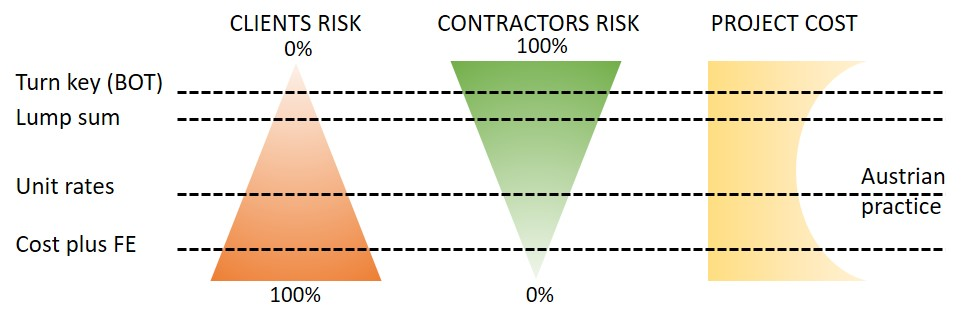 CLIENTS RISK
CONTRACTORS RISK
PROJECT COST
0%
100%
Turn key (BOT)
Lump sum
Unit rates
Austrian
practice
Cost plus FE
100%
0%